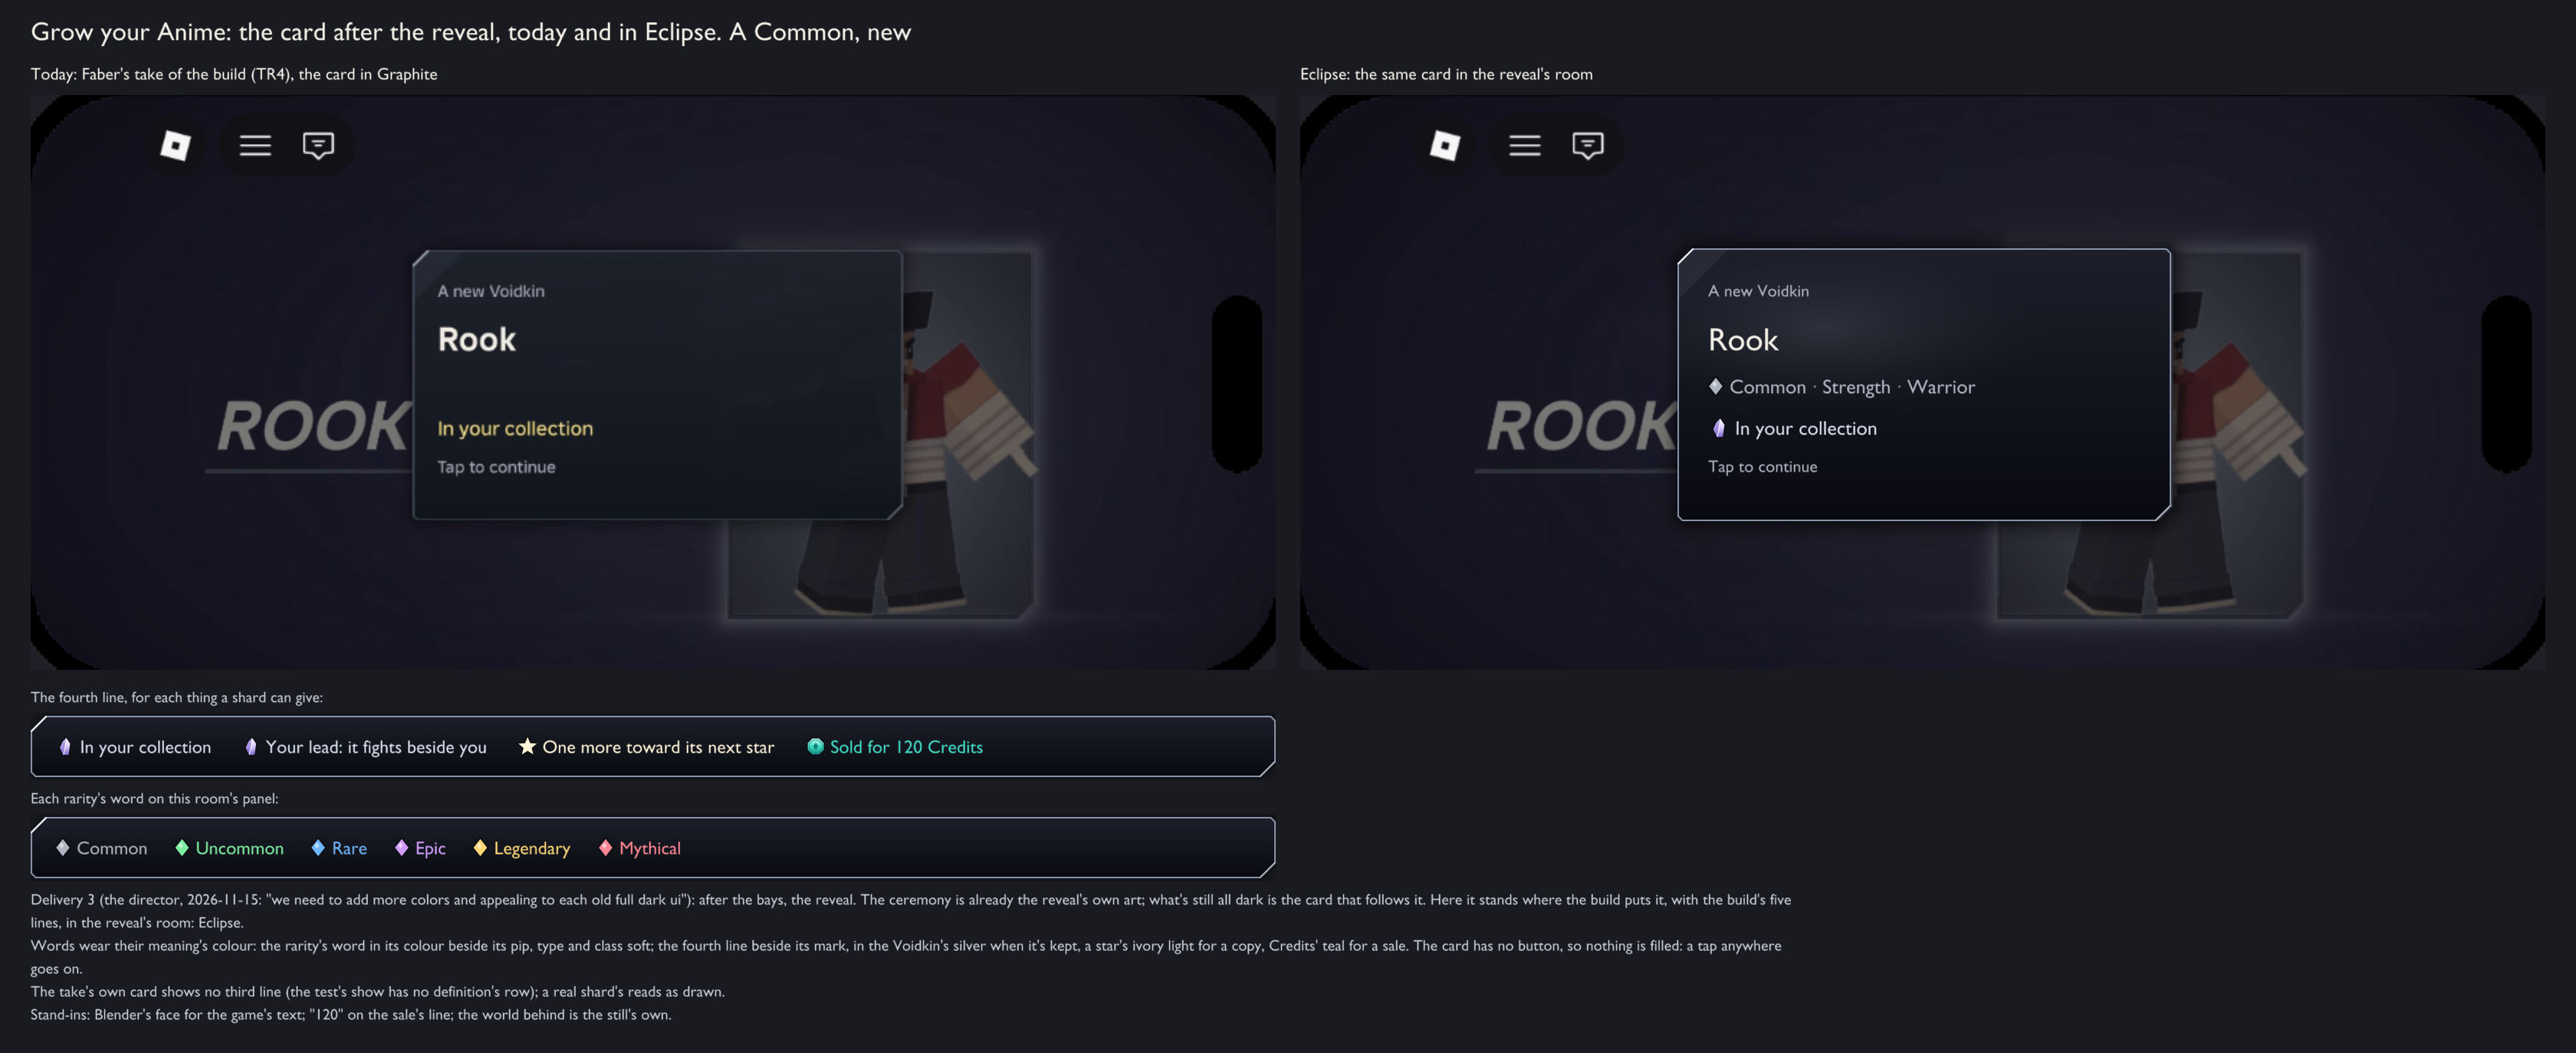 Grow your Anime: the card after the reveal, today and in Eclipse. A Common, new
Today: Faber's take of the build (TR4), the card in Graphite
A new Voidkin
Rook
ROOK
In your collection
Tap to continue
Eclipse: the same card in the reveal's room
A new Voidkin
Rook
Common · Strength · Warrior
ROOK
In your collection
Tap to continue
The fourth line, for each thing a shard can give:
In your collection Your lead: it fights beside you One more toward its next star Sold for 120 Credits
Each rarity's word on this room's panel:
Common Uncommon Rare Epic Legendary Mythical
Delivery 3 (the director, 2026-11-15: "we need to add more colors and appealing to each old full dark ui"): after the bays, the reveal. The ceremony is already the reveal's own art; what's still all dark is the card that follows it. Here it stands where the build puts it, with the build's five
lines, in the reveal's room: Eclipse.
Words wear their meaning's colour: the rarity's word in its colour beside its pip, type and class soft; the fourth line beside its mark, in the Voidkin's silver when it's kept, a star's ivory light for a copy, Credits' teal for a sale. The card has no button, so nothing is filled: a tap anywhere
goes on.
The take's own card shows no third line (the test's show has no definition's row); a real shard's reads as drawn.
Stand-ins: Blender's face for the game's text; "120" on the sale's line; the world behind is the still's own.